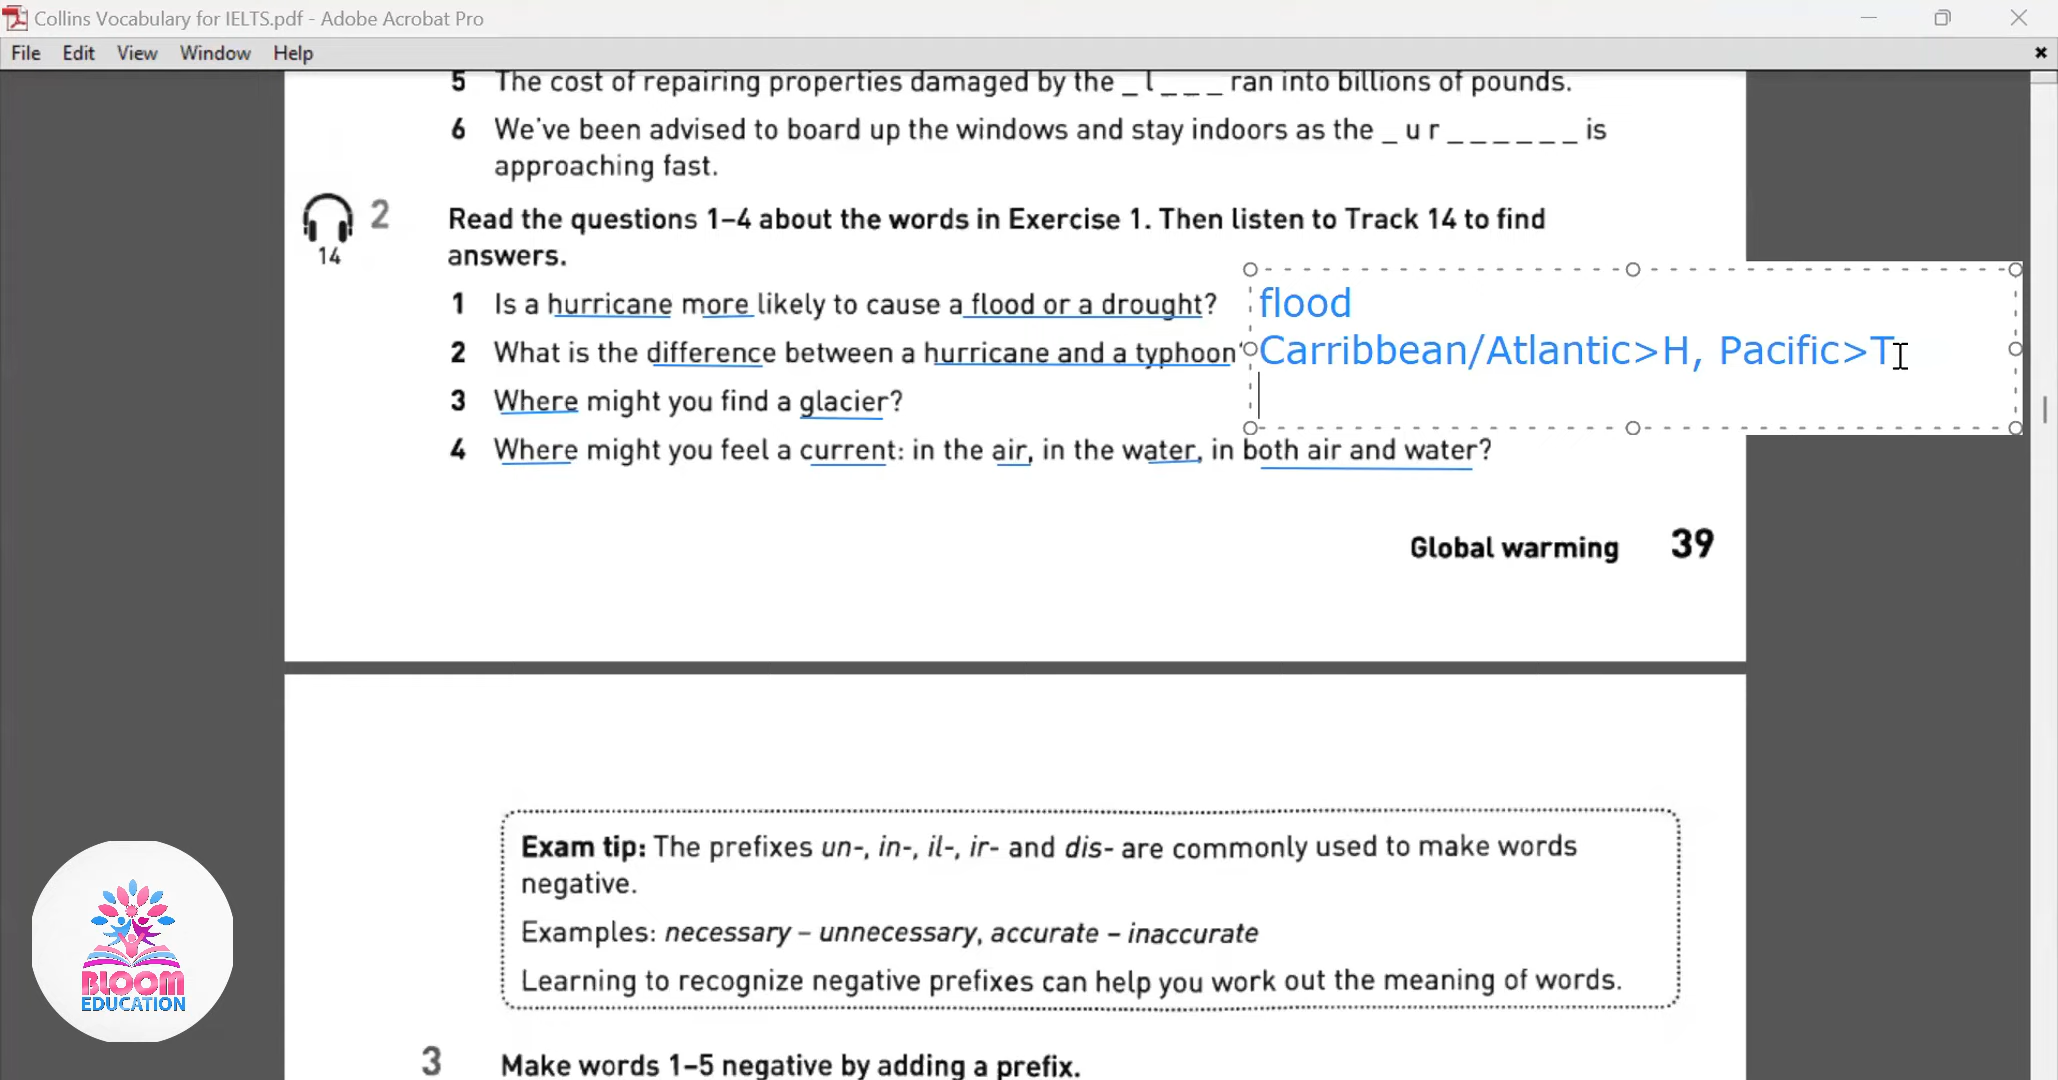 Collins Vocabulary for IELTS.pdf - Adobe Acrobat Pro
File Edit View Window Help
5 The cost of repairing properties damaged by the _ l _ _ _ ran into billions of pounds.
6 We've been advised to board up the windows and stay indoors as the _ u r _ _ _ _ _ _ is
approaching fast.
2 Read the questions 1–4 about the words in Exercise 1. Then listen to Track 14 to find
14
answers.
1 Is a hurricane more likely to cause a flood or a drought?
flood
2 What is the difference between a hurricane and a typhoon
Carribbean/Atlantic>H, Pacific>T
3 Where might you find a glacier?
4 Where might you feel a current: in the air, in the water, in both air and water?
Global warming 39
Exam tip: The prefixes un-, in-, il-, ir- and dis- are commonly used to make words
negative.
Examples: necessary – unnecessary, accurate – inaccurate
Learning to recognize negative prefixes can help you work out the meaning of words.
BLOOM
EDUCATION
3 Make words 1–5 negative by adding a prefix.